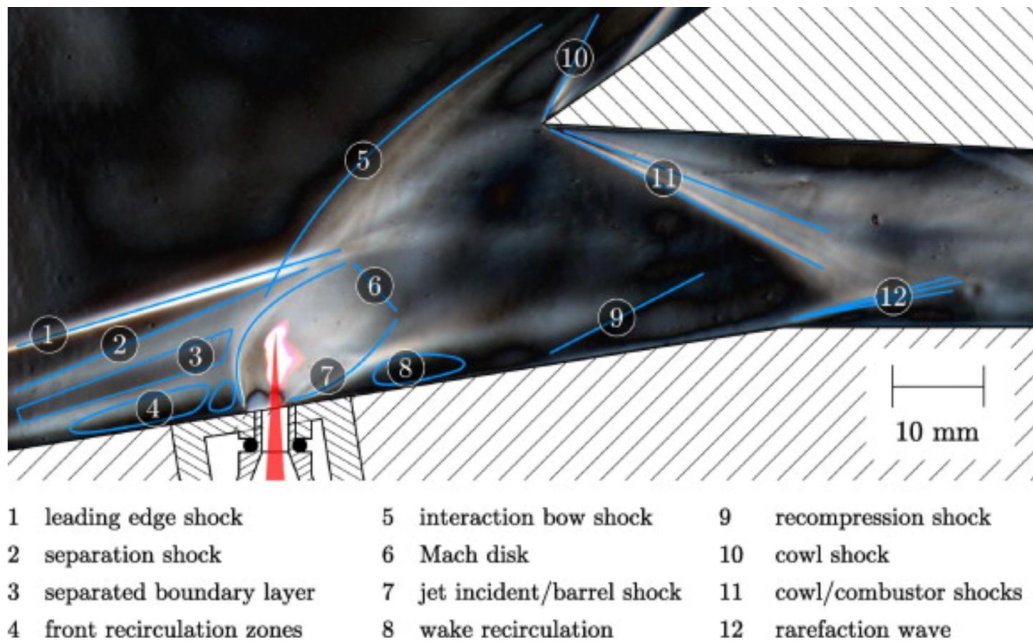 10
5
11
6
12
1
2
9
3
7
8
4
10 mm
1 leading edge shock 5 interaction bow shock 9 recompression shock
2 separation shock 6 Mach disk 10 cowl shock
3 separated boundary layer 7 jet incident/barrel shock 11 cowl/combustor shocks
4 front recirculation zones 8 wake recirculation 12 rarefaction wave